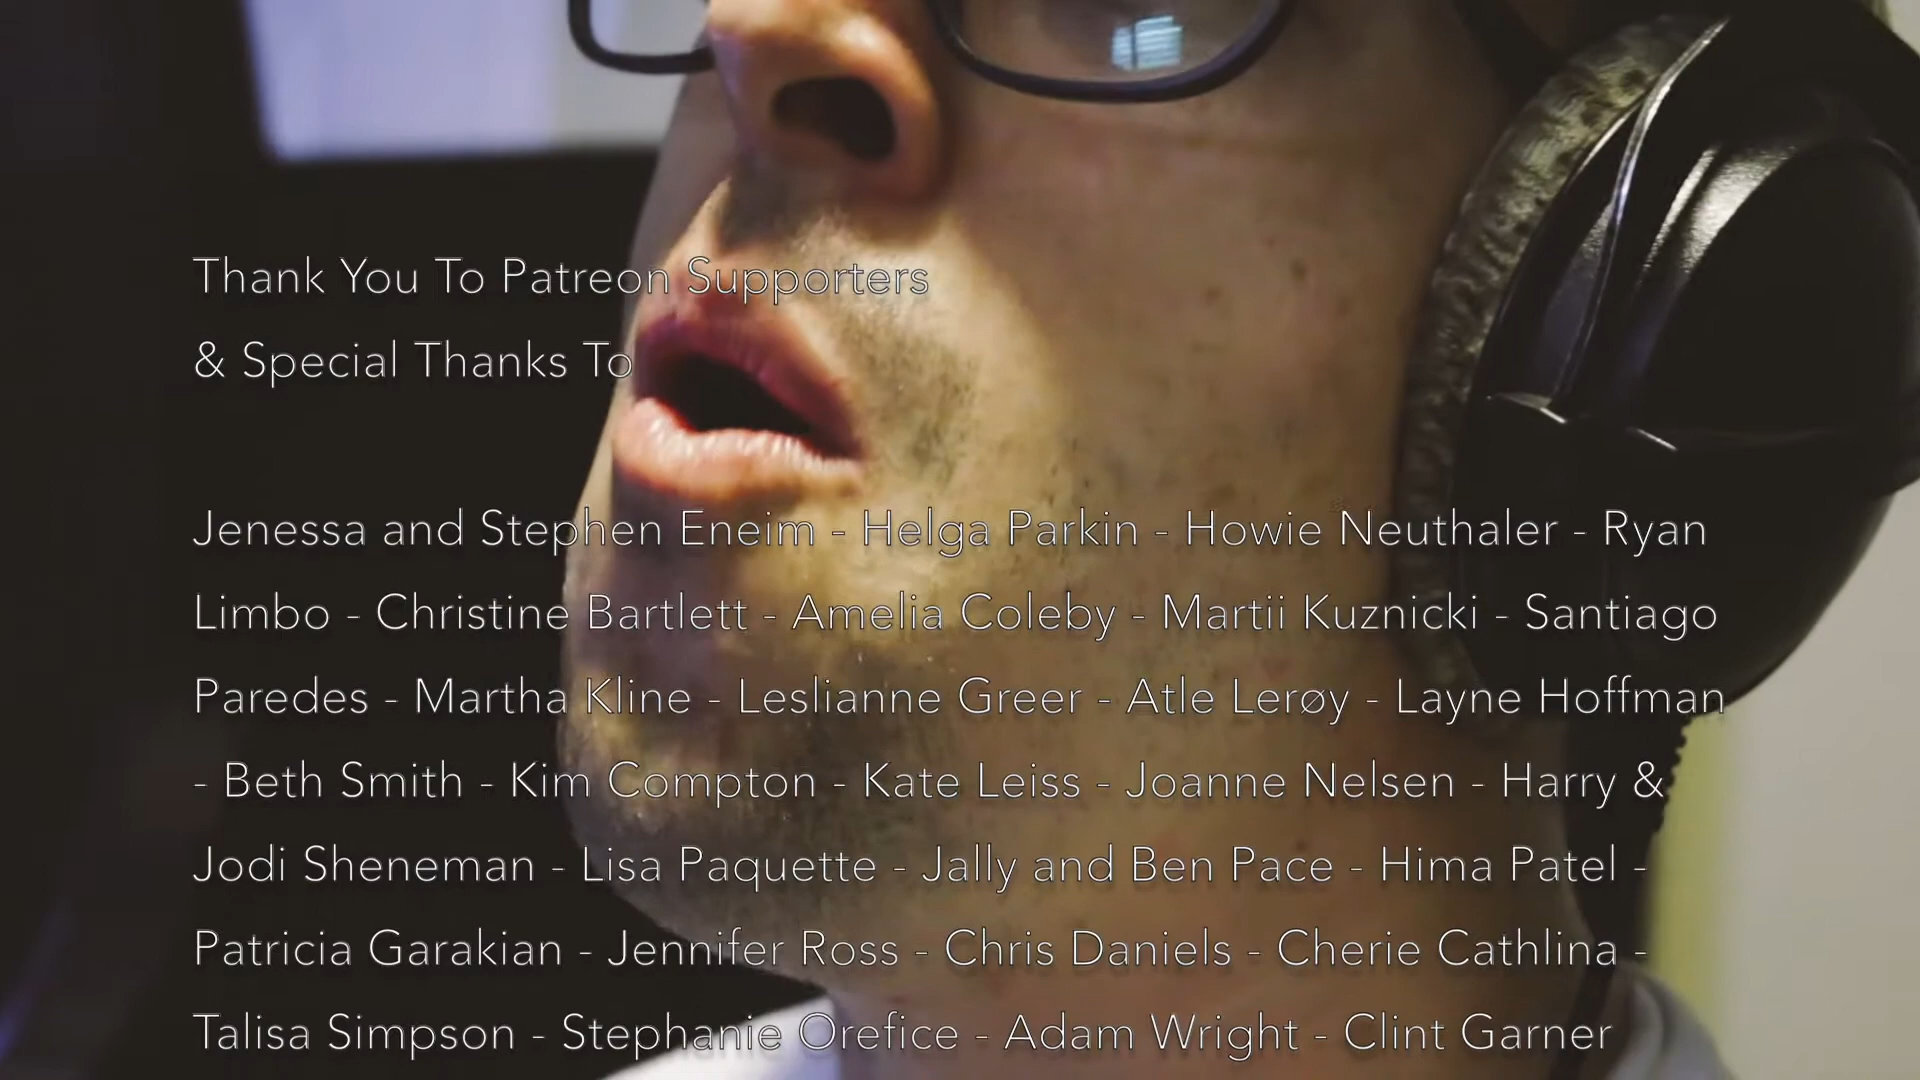 Thank You To Patreon Supporters
& Special Thanks To
Jenessa and Stephen Eneim - Helga Parkin - Howie Neuthaler - Ryan
Limbo - Christine Bartlett - Amelia Coleby - Martii Kuznicki - Santiago
Paredes - Martha Kline - Leslianne Greer - Atle Lerøy - Layne Hoffman
- Beth Smith - Kim Compton - Kate Leiss - Joanne Nelsen - Harry &
Jodi Sheneman - Lisa Paquette - Jally and Ben Pace - Hima Patel -
Patricia Garakian - Jennifer Ross - Chris Daniels - Cherie Cathlina -
Talisa Simpson - Stephanie Orefice - Adam Wright - Clint Garner